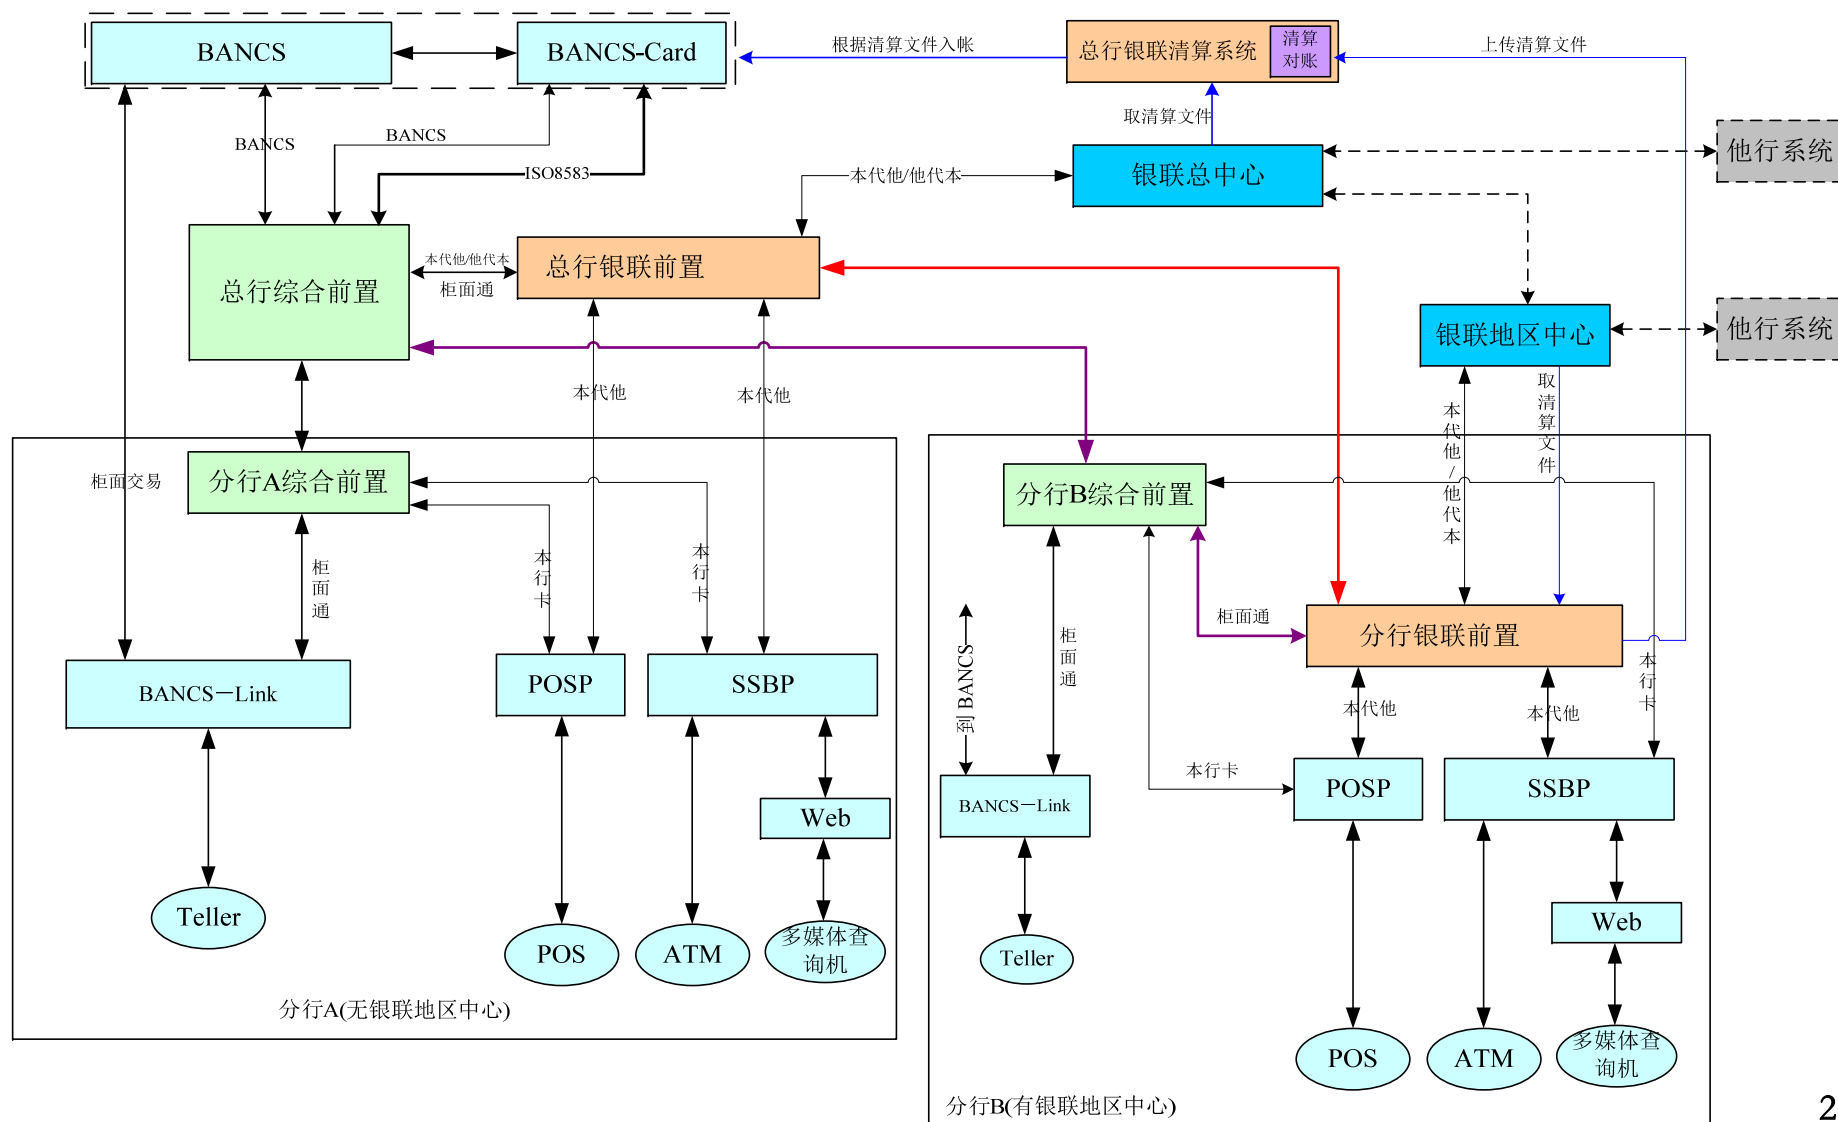 BANCS
BANCS-Card
根据清算文件入帐
总行银联清算系统
清算
对账
上传清算文件
取清算文件
BANCS
BANCS
ISO8583
本代他/他代本
银联总中心
他行系统
总行综合前置
本代他/他代本
柜面通
总行银联前置
银联地区中心
他行系统
本代他
本代他
取清算文件
本代他/他代本
柜面交易
分行A综合前置
分行B综合前置
柜面通
本行卡
本行卡
柜面通
柜面通
分行银联前置
本行卡
到 BANCS
BANCS－Link
POSP
SSBP
本代他
本代他
本行卡
BANCS－Link
POSP
SSBP
Web
Teller
POS
ATM
多媒体查
询机
Teller
Web
分行A(无银联地区中心)
POS
ATM
多媒体查
询机
分行B(有银联地区中心)
2